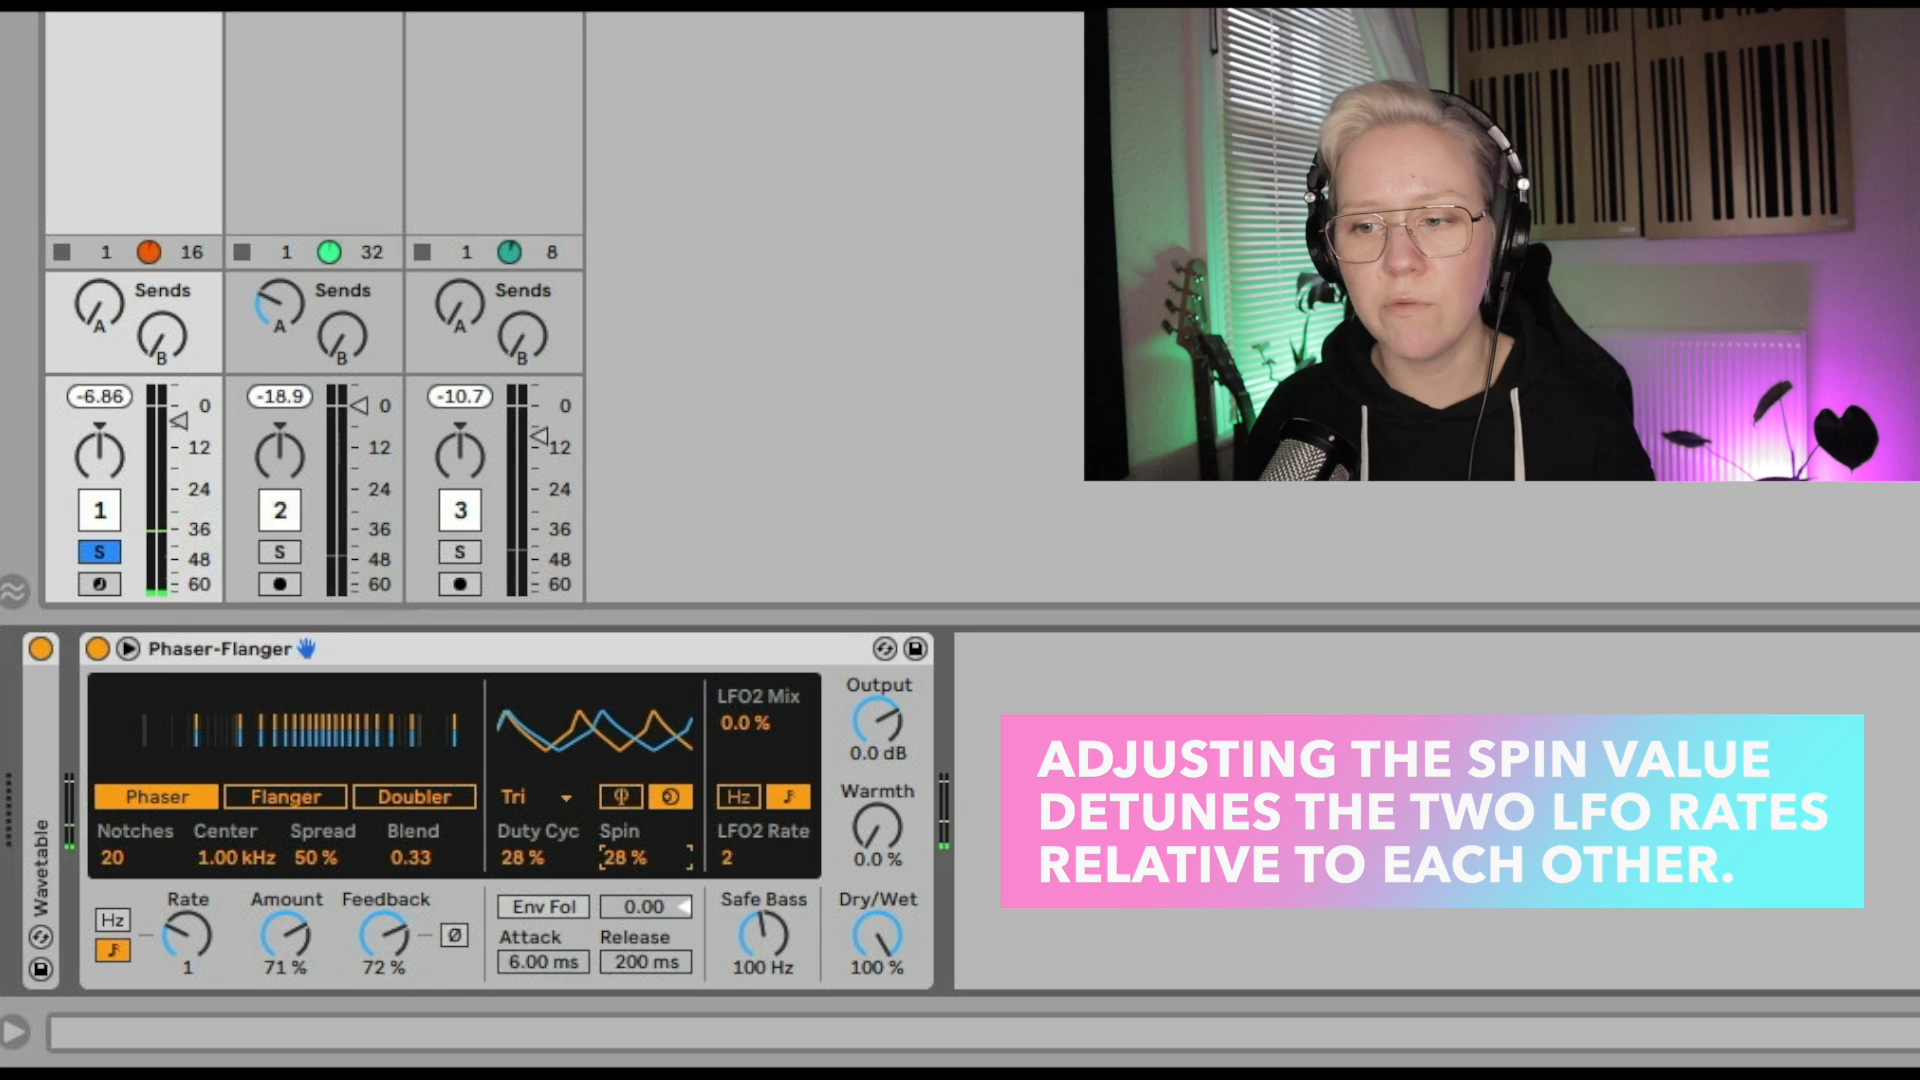 1 16 1 32 1 8
Sends Sends Sends
A A A
B B B
-6.86 0 -18.9 0 -10.7 0
12 12 12
24 24 24
1 2 3
36 36 36
S S S
48 48 48
60 60 60
Wavetable
Phaser-Flanger
LFO2 Mix
0.0 %
Output
0.0 dB
Phaser Flanger Doubler
Tri
Hz
Warmth
0.0 %
Notches Center Spread Blend
20 1.00 kHz 50 % 0.33
Duty Cyc Spin
28 % 28 %
LFO2 Rate
2
Hz
Rate Amount Feedback
Ø
1 71 % 72 %
Env Fol 0.00
Attack Release
6.00 ms 200 ms
Safe Bass
100 Hz
Dry/Wet
100 %
ADJUSTING THE SPIN VALUE
DETUNES THE TWO LFO RATES
RELATIVE TO EACH OTHER.